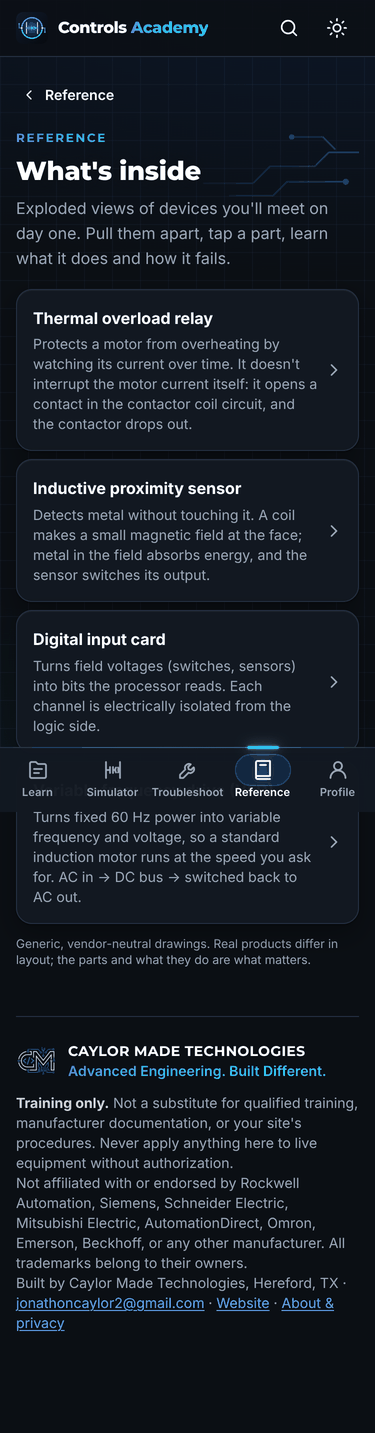 Controls Academy
Reference
REFERENCE
What's inside
Exploded views of devices you'll meet on
day one. Pull them apart, tap a part, learn
what it does and how it fails.
Thermal overload relay
Protects a motor from overheating by
watching its current over time. It doesn't
interrupt the motor current itself: it opens a
contact in the contactor coil circuit, and
the contactor drops out.
Inductive proximity sensor
Detects metal without touching it. A coil
makes a small magnetic field at the face;
metal in the field absorbs energy, and the
sensor switches its output.
Digital input card
Turns field voltages (switches, sensors)
into bits the processor reads. Each
channel is electrically isolated from the
logic side.
Learn
Simulator
Troubleshoot
Reference
Profile
Turns fixed 60 Hz power into variable
frequency and voltage, so a standard
induction motor runs at the speed you ask
for. AC in → DC bus → switched back to
AC out.
Generic, vendor-neutral drawings. Real products differ in
layout; the parts and what they do are what matters.
CM
CAYLOR MADE TECHNOLOGIES
Advanced Engineering. Built Different.
Training only. Not a substitute for qualified training,
manufacturer documentation, or your site's
procedures. Never apply anything here to live
equipment without authorization.
Not affiliated with or endorsed by Rockwell
Automation, Siemens, Schneider Electric,
Mitsubishi Electric, AutomationDirect, Omron,
Emerson, Beckhoff, or any other manufacturer. All
trademarks belong to their owners.
Built by Caylor Made Technologies, Hereford, TX ·
jonathoncaylor2@gmail.com · Website · About &
privacy